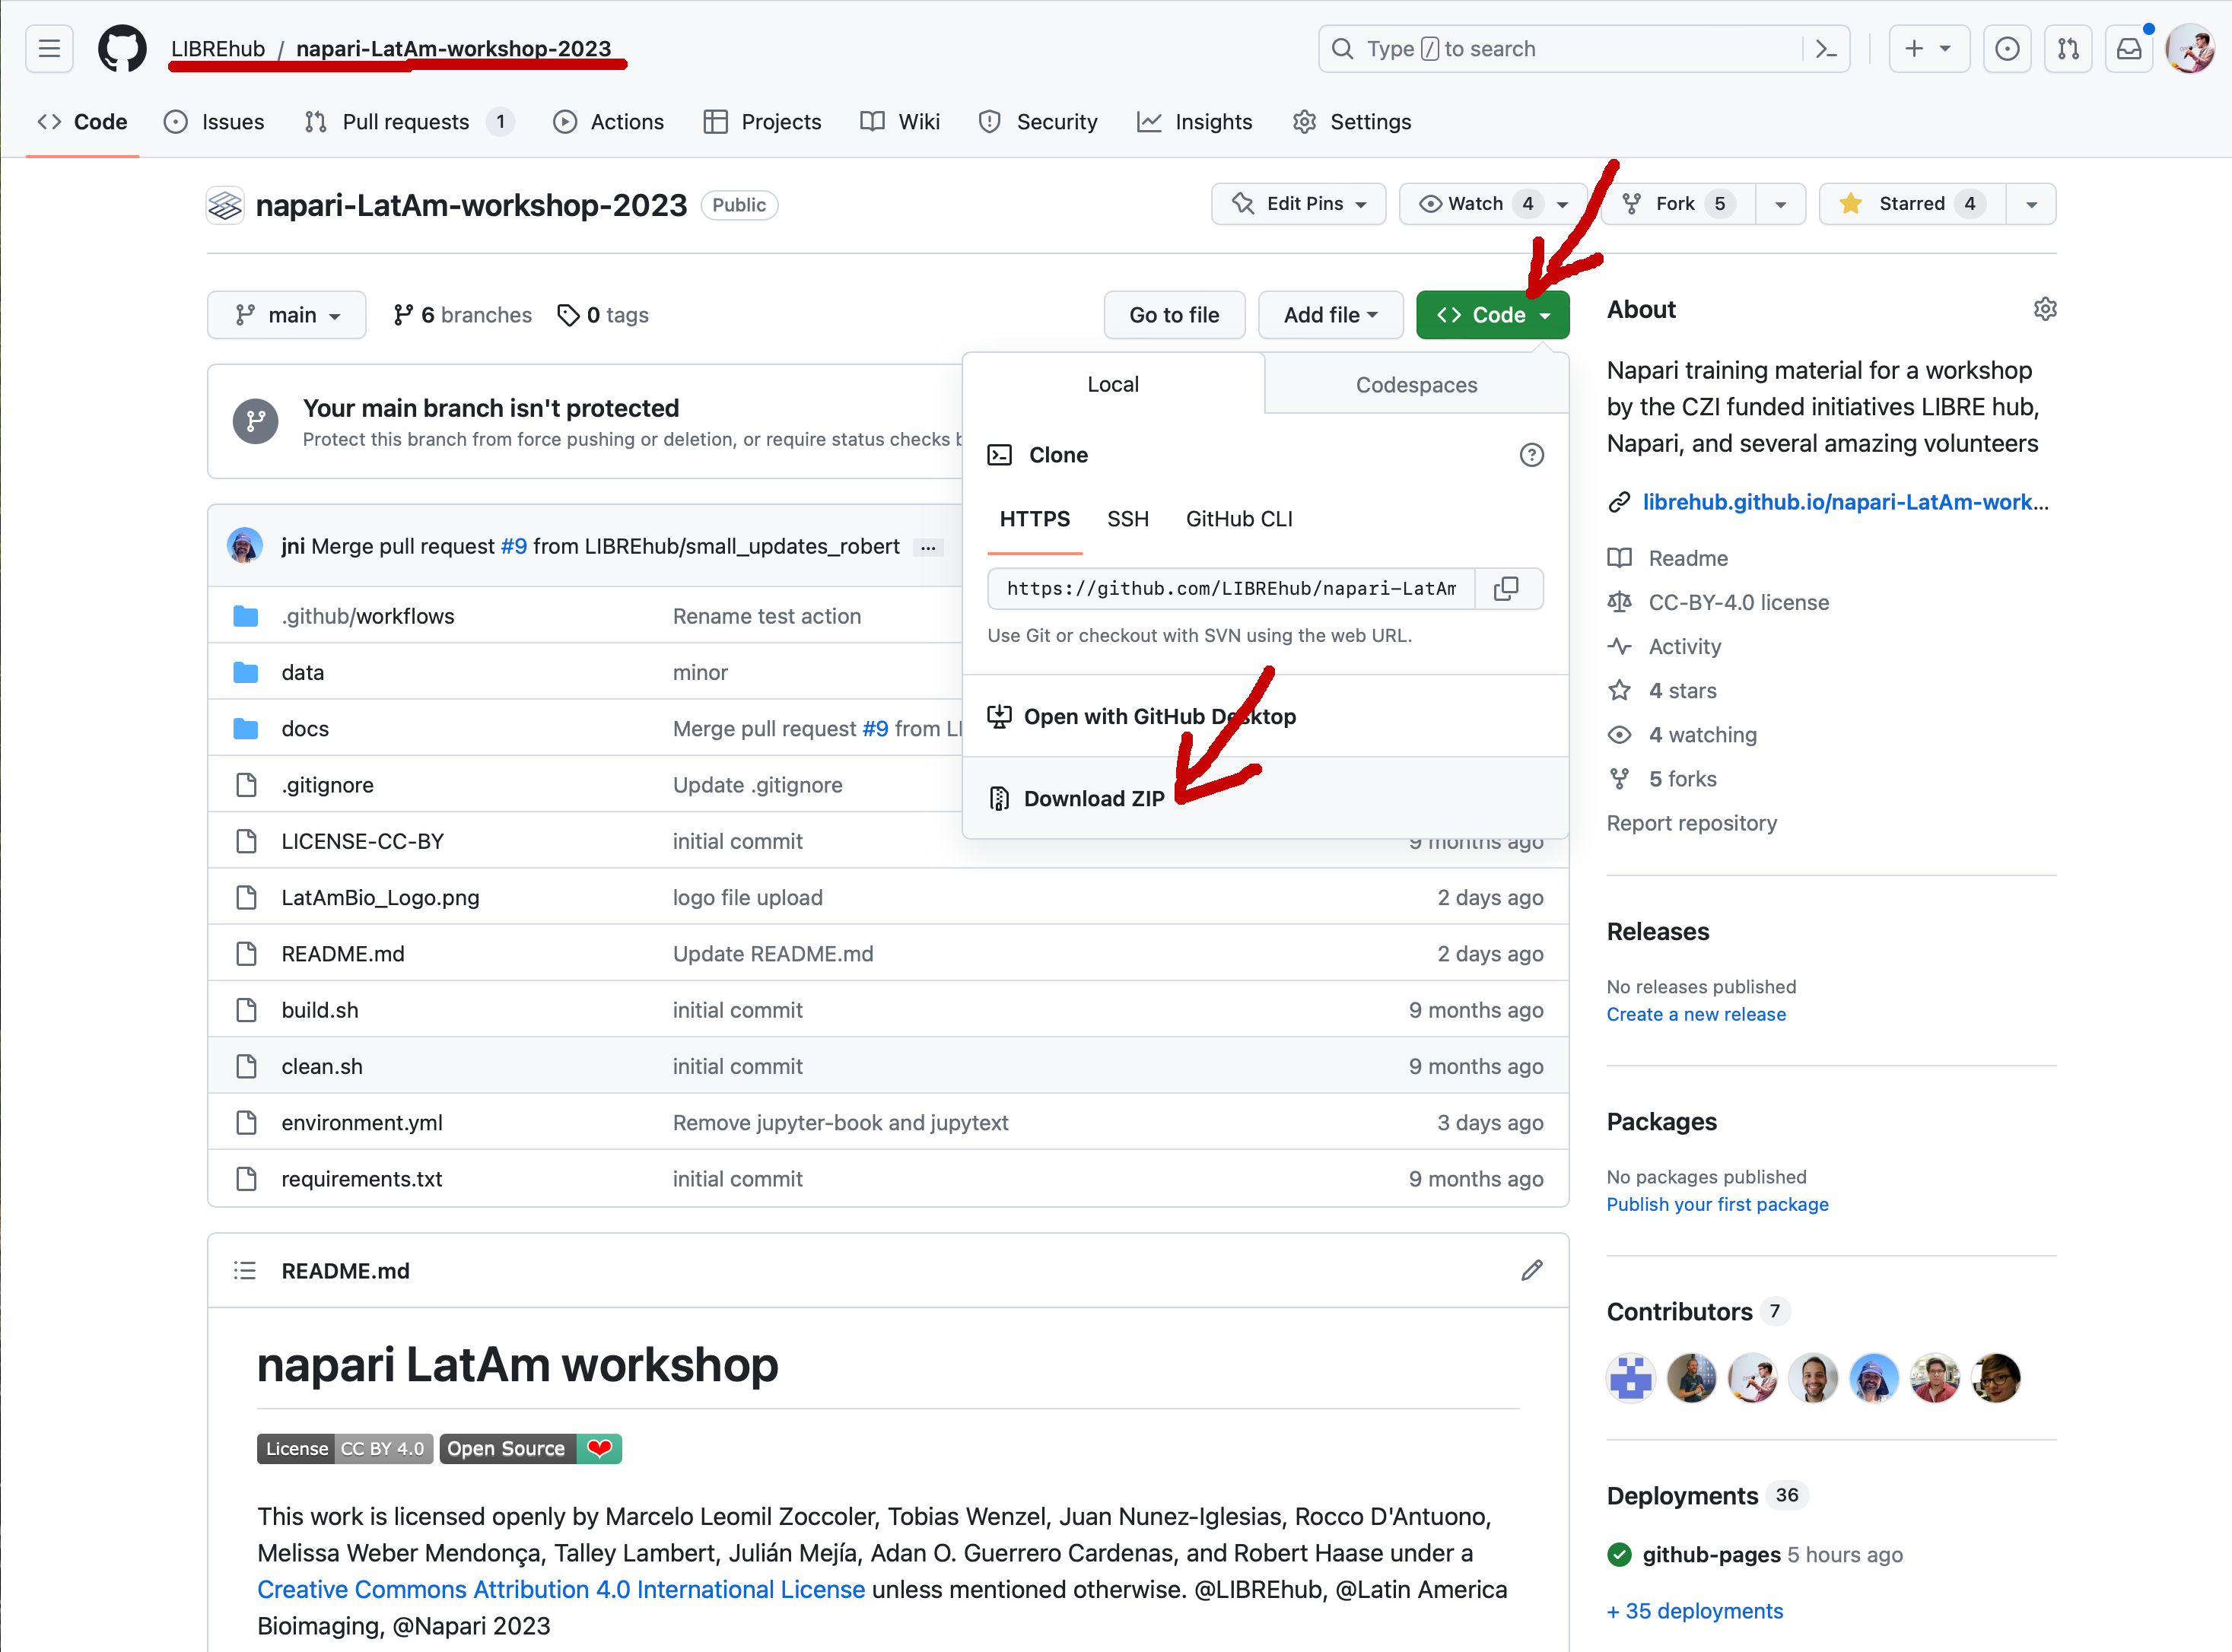 LIBREhub / napari-LatAm-workshop-2023
Type / to search
Code
Issues
Pull requests 1
Actions
Projects
Wiki
Security
Insights
Settings
napari-LatAm-workshop-2023 Public
Edit Pins
Watch 4
Fork 5
Starred 4
main
6 branches
0 tags
Go to file
Add file
Code
Your main branch isn't protected
Protect this branch from force pushing or deletion, or require status checks
jni Merge pull request #9 from LIBREhub/small_updates_robert ...
.github/workflows Rename test action
data minor
docs Merge pull request #9 from
.gitignore Update .gitignore
LICENSE-CC-BY initial commit 9 months ago
LatAmBio_Logo.png logo file upload 2 days ago
README.md Update README.md 2 days ago
build.sh initial commit 9 months ago
clean.sh initial commit 9 months ago
environment.yml Remove jupyter-book and jupytext 3 days ago
requirements.txt initial commit 9 months ago
Local
Codespaces
Clone
HTTPS SSH GitHub CLI
https://github.com/LIBREhub/napari-LatAm
Use Git or checkout with SVN using the web URL.
Open with GitHub Desktop
Download ZIP
README.md
napari LatAm workshop
License CC BY 4.0 Open Source
This work is licensed openly by Marcelo Leomil Zoccoler, Tobias Wenzel, Juan Nunez-Iglesias, Rocco D'Antuono,
Melissa Weber Mendonça, Talley Lambert, Julián Mejía, Adan O. Guerrero Cardenas, and Robert Haase under a
Creative Commons Attribution 4.0 International License unless mentioned otherwise. @LIBREhub, @Latin America
Bioimaging, @Napari 2023
About
Napari training material for a workshop
by the CZI funded initiatives LIBRE hub,
Napari, and several amazing volunteers
librehub.github.io/napari-LatAm-work...
Readme
CC-BY-4.0 license
Activity
4 stars
4 watching
5 forks
Report repository
Releases
No releases published
Create a new release
Packages
No packages published
Publish your first package
Contributors 7
Deployments 36
github-pages 5 hours ago
+ 35 deployments